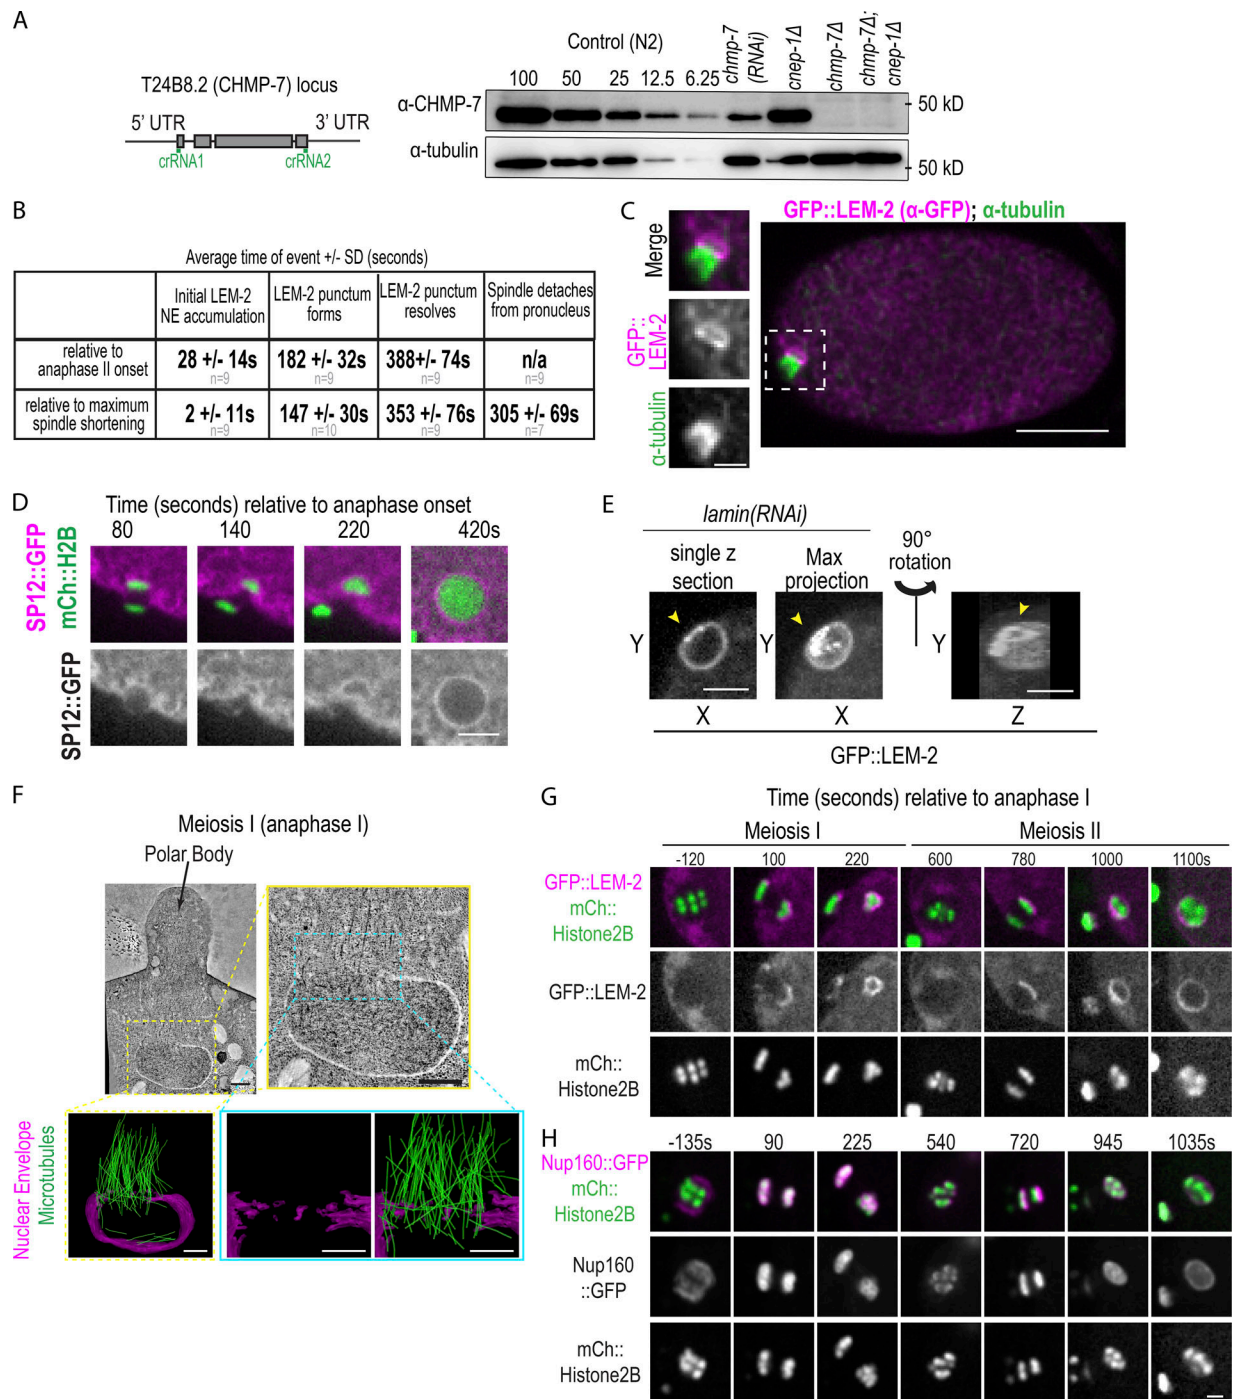 A
T24B8.2 (CHMP-7) locus
5' UTR
3' UTR
crRNA1
crRNA2
Control (N2)
100 50 25 12.5 6.25
chmp-7 (RNAi)
cnep-1Δ
chmp-7Δ
chmp-7Δ; cnep-1Δ
α-CHMP-7
50 kD
α-tubulin
50 kD
B
Average time of event +/- SD (seconds)
Initial LEM-2 NE accumulation
LEM-2 punctum forms
LEM-2 punctum resolves
Spindle detaches from pronucleus
relative to anaphase II onset
28 +/- 14s
n=9
182 +/- 32s
n=9
388+/- 74s
n=9
n/a
n=9
relative to maximum spindle shortening
2 +/- 11s
n=9
147 +/- 30s
n=10
353 +/- 76s
n=9
305 +/- 69s
n=7
C
GFP::LEM-2 (α-GFP); α-tubulin
Merge
GFP::
LEM-2
α-tubulin
D
Time (seconds) relative to anaphase onset
80 140 220 420s
SP12::GFP
mCh::H2B
SP12::GFP
E
lamin(RNAi)
single z
section
Max
projection
90°
rotation
Y
Y
Y
X
X
Z
GFP::LEM-2
F
Meiosis I (anaphase I)
Polar Body
Nuclear Envelope
Microtubules
G
Time (seconds) relative to anaphase I
Meiosis I
Meiosis II
-120 100 220 600 780 1000 1100s
GFP::LEM-2
mCh::
Histone2B
GFP::LEM-2
mCh::
Histone2B
H
-135s 90 225 540 720 945 1035s
Nup160::GFP
mCh::
Histone2B
Nup160
::GFP
mCh::
Histone2B